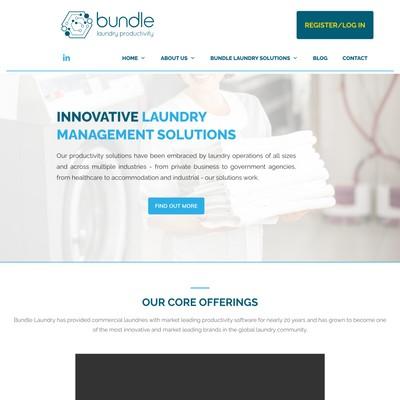 bundle
laundry productivity
REGISTER/LOG IN
in
HOME
ABOUT US
BUNDLE LAUNDRY SOLUTIONS
BLOG
CONTACT
INNOVATIVE LAUNDRY
MANAGEMENT SOLUTIONS
Our productivity solutions have been embraced by laundry operations of all sizes
and across multiple industries - from private business to government agencies,
from healthcare to accommodation and industrial - our solutions work.
FIND OUT MORE
OUR CORE OFFERINGS
Bundle Laundry has provided commercial laundries with market leading productivity software for nearly 20 years and has grown to become one
of the most innovative and market leading brands in the global laundry community.